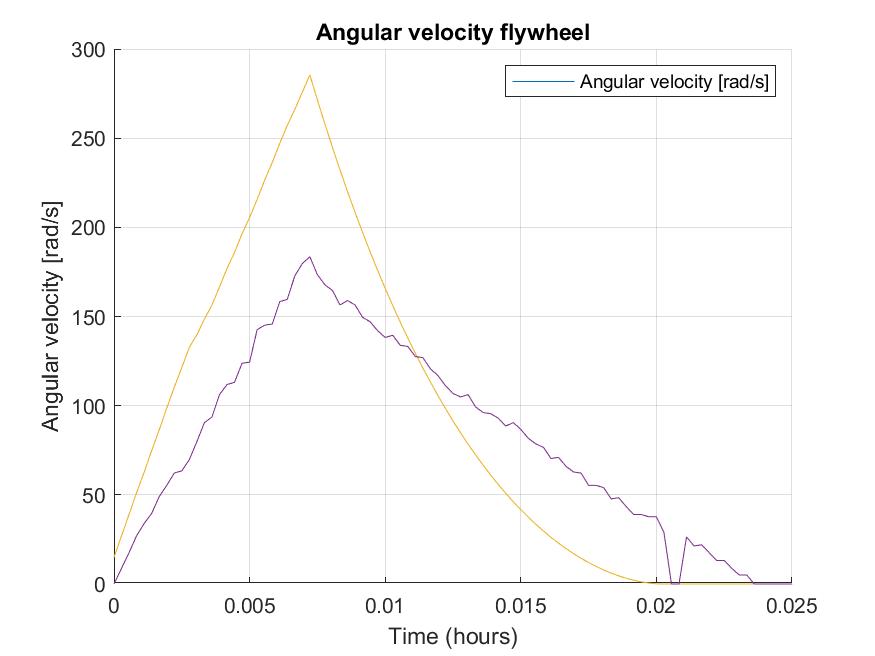 Angular velocity flywheel
Angular velocity [rad/s]
300
250
200
150
100
50
0
Angular velocity [rad/s]
0 0.005 0.01 0.015 0.02 0.025
Time (hours)